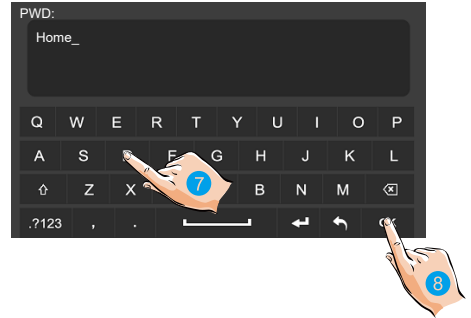 PWD:
Home_
Q W E R T Y U I O P
A S F G H J K L
Z X B N M
.?123 , .
7
8